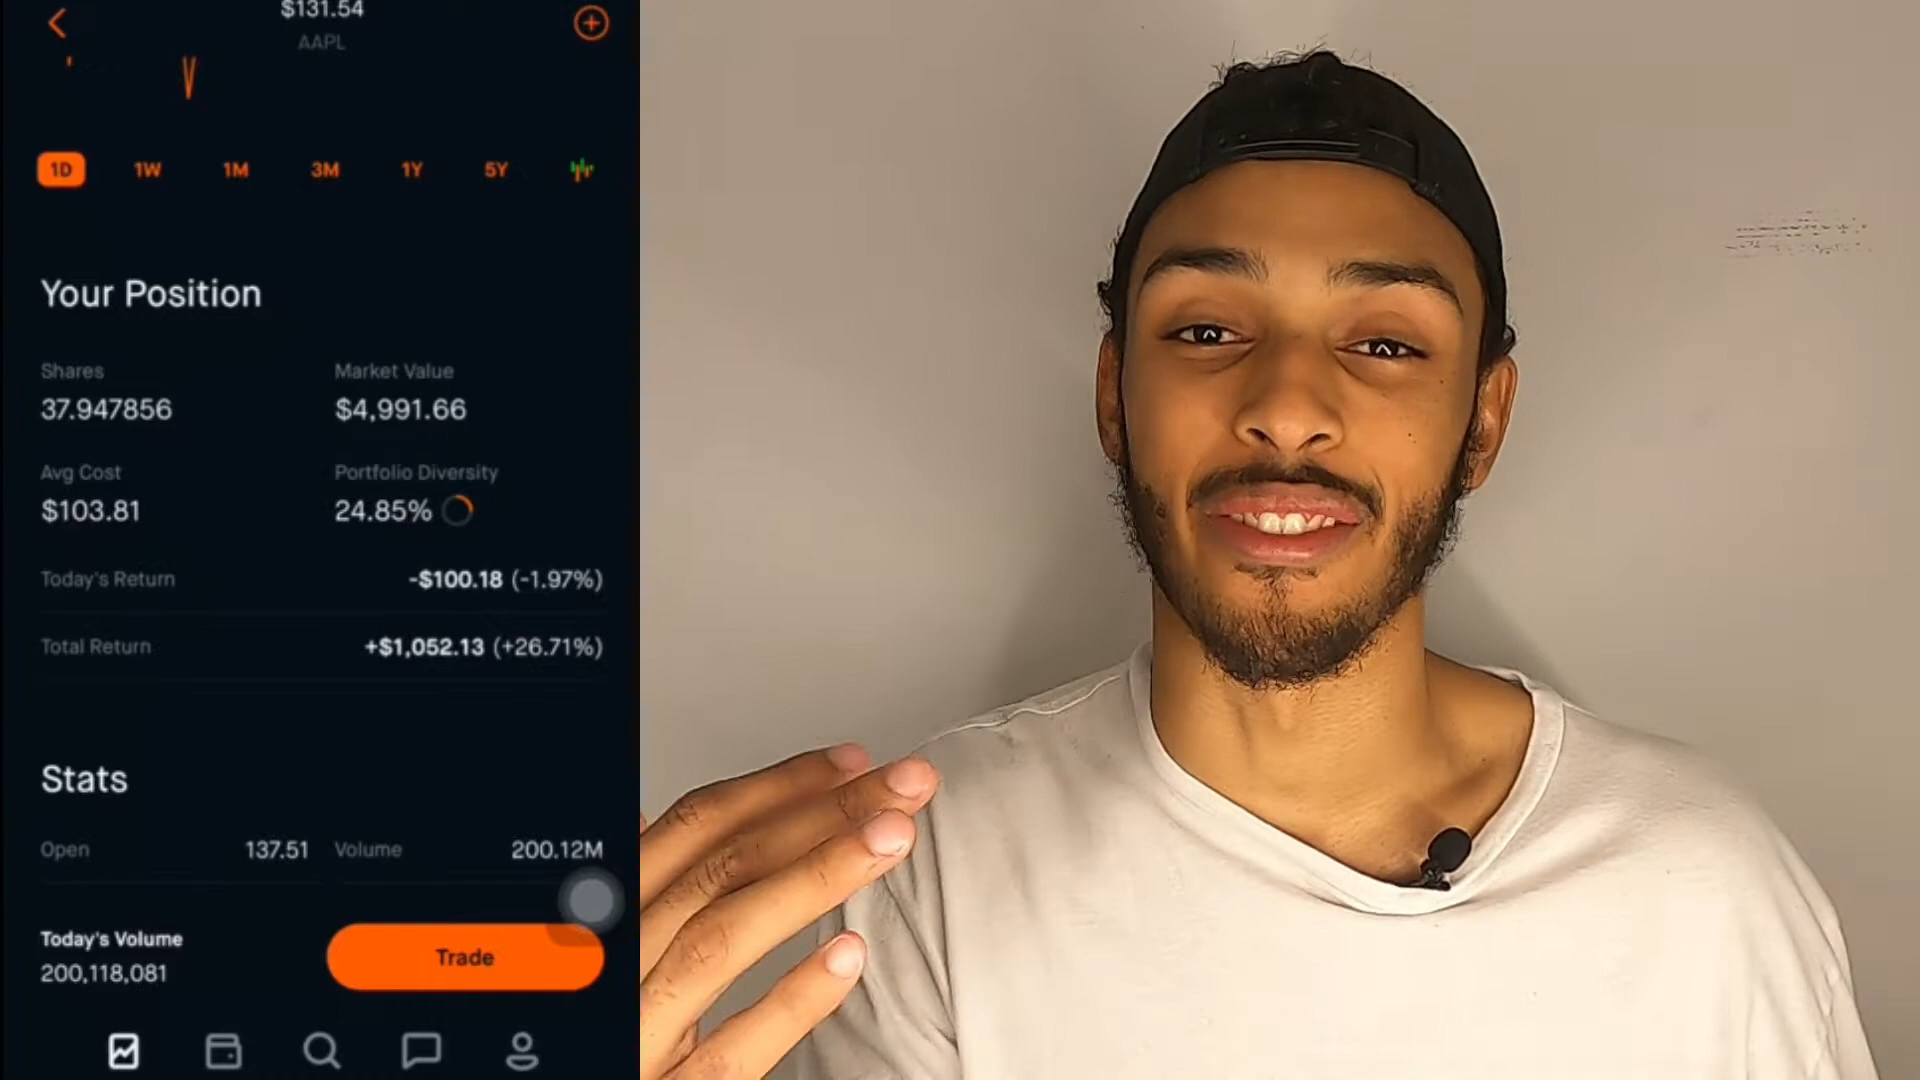 $131.54
AAPL
1D 1W 1M 3M 1Y 5Y
Your Position
Shares Market Value
37.947856 $4,991.66
Avg Cost Portfolio Diversity
$103.81 24.85%
Today's Return -$100.18 (-1.97%)
Total Return +$1,052.13 (+26.71%)
Stats
Open 137.51 Volume 200.12M
Today's Volume
200,118,081
Trade